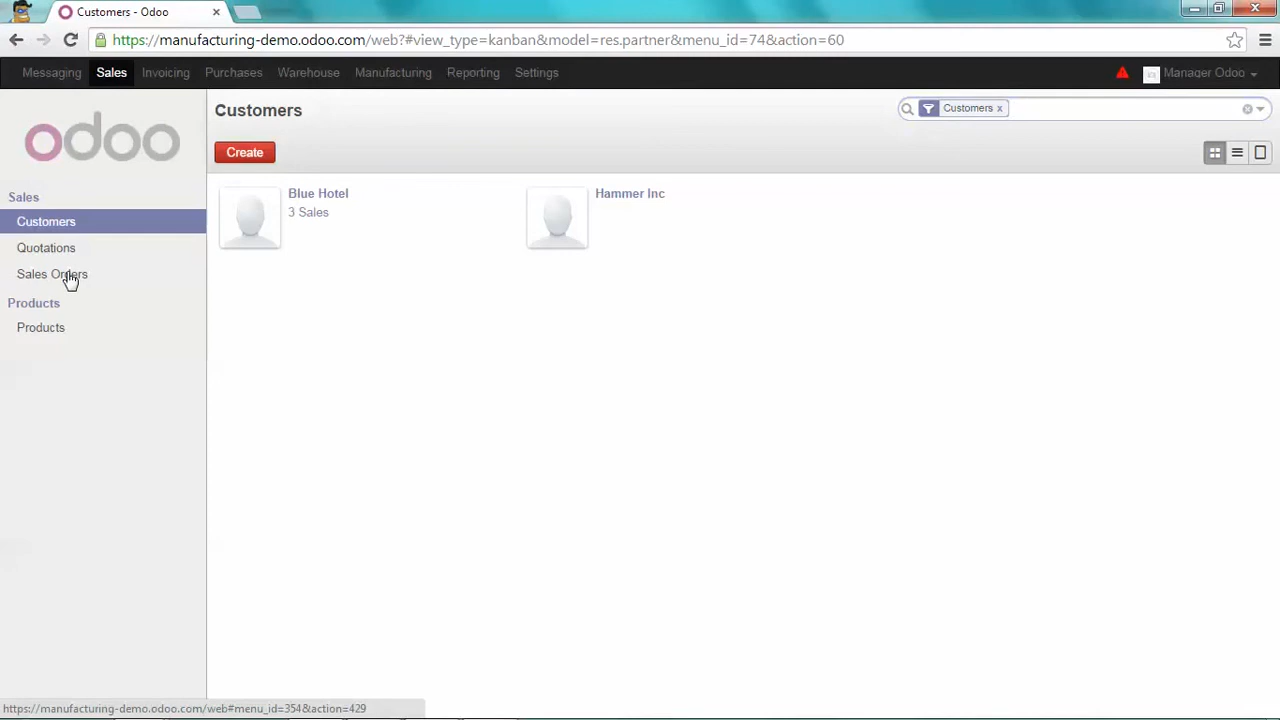 Customers - Odoo
https://manufacturing-demo.odoo.com/web?#view_type=kanban&model=res.partner&menu_id=74&action=60
Messaging Sales Invoicing Purchases Warehouse Manufacturing Reporting Settings Manager Odoo
odoo
Customers
Customers x
Create
Sales
Customers
Quotations
Sales Orders
Products
Products
Blue Hotel
3 Sales
Hammer Inc
https://manufacturing-demo.odoo.com/web#menu_id=354&action=429